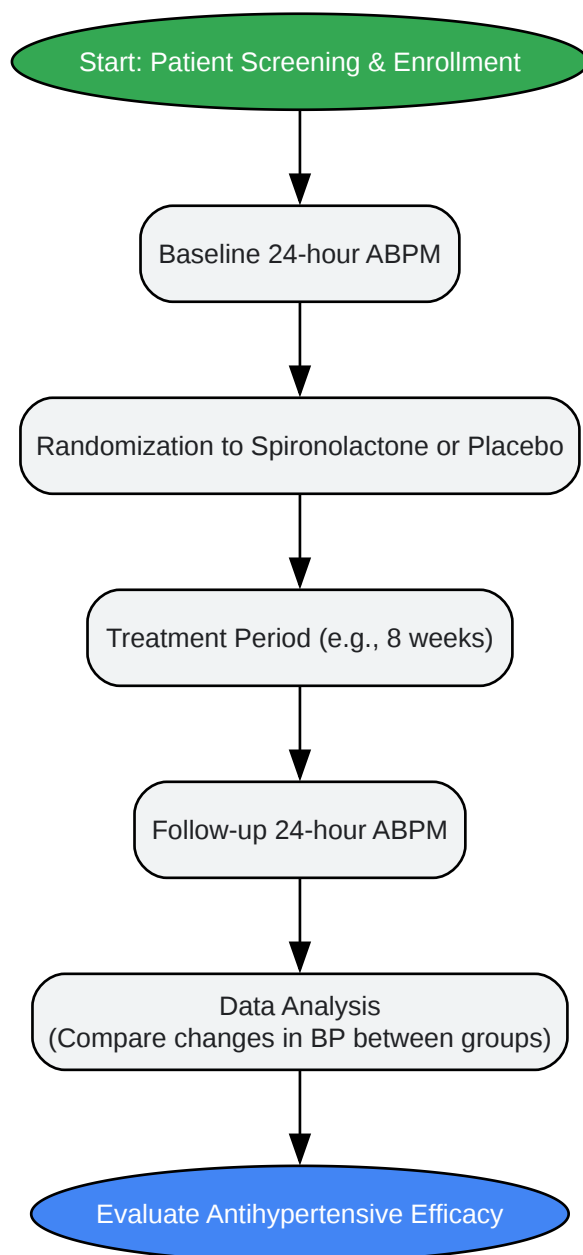 Start: Patient Screening & Enrollment
Baseline 24-hour ABPM
Randomization to Spironolactone or Placebo
Treatment Period (e.g., 8 weeks)
Follow-up 24-hour ABPM
Data Analysis
(Compare changes in BP between groups)
Evaluate Antihypertensive Efficacy